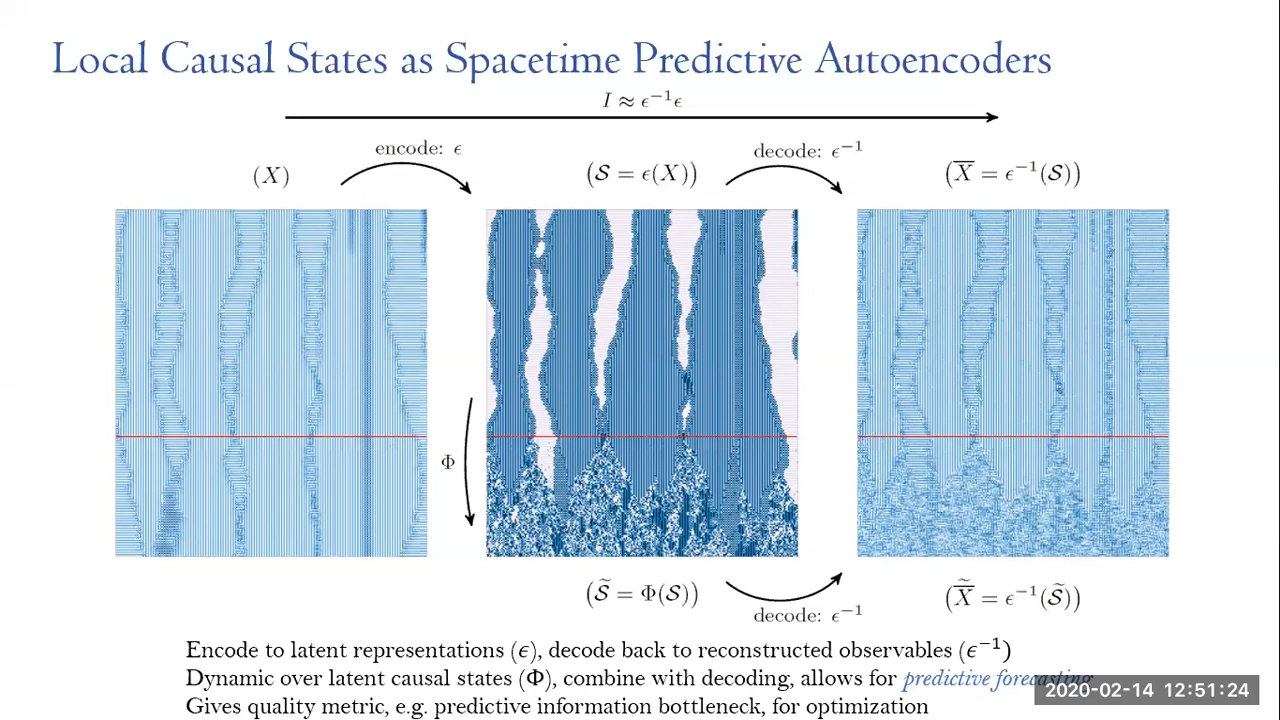 Local Causal States as Spacetime Predictive Autoencoders
I ≈ ϵ⁻¹ϵ
encode: ϵ
decode: ϵ⁻¹
(X)
(𝒮 = ϵ(X))
(X̅ = ϵ⁻¹(𝒮))
Φ
(𝒮̃ = Φ(𝒮))
decode: ϵ⁻¹
(X̅̃ = ϵ⁻¹(𝒮̃))
Encode to latent representations (ϵ), decode back to reconstructed observables (ϵ⁻¹)
Dynamic over latent causal states (Φ), combine with decoding, allows for predictive forecasting
Gives quality metric, e.g. predictive information bottleneck, for optimization
2020-02-14 12:51:24